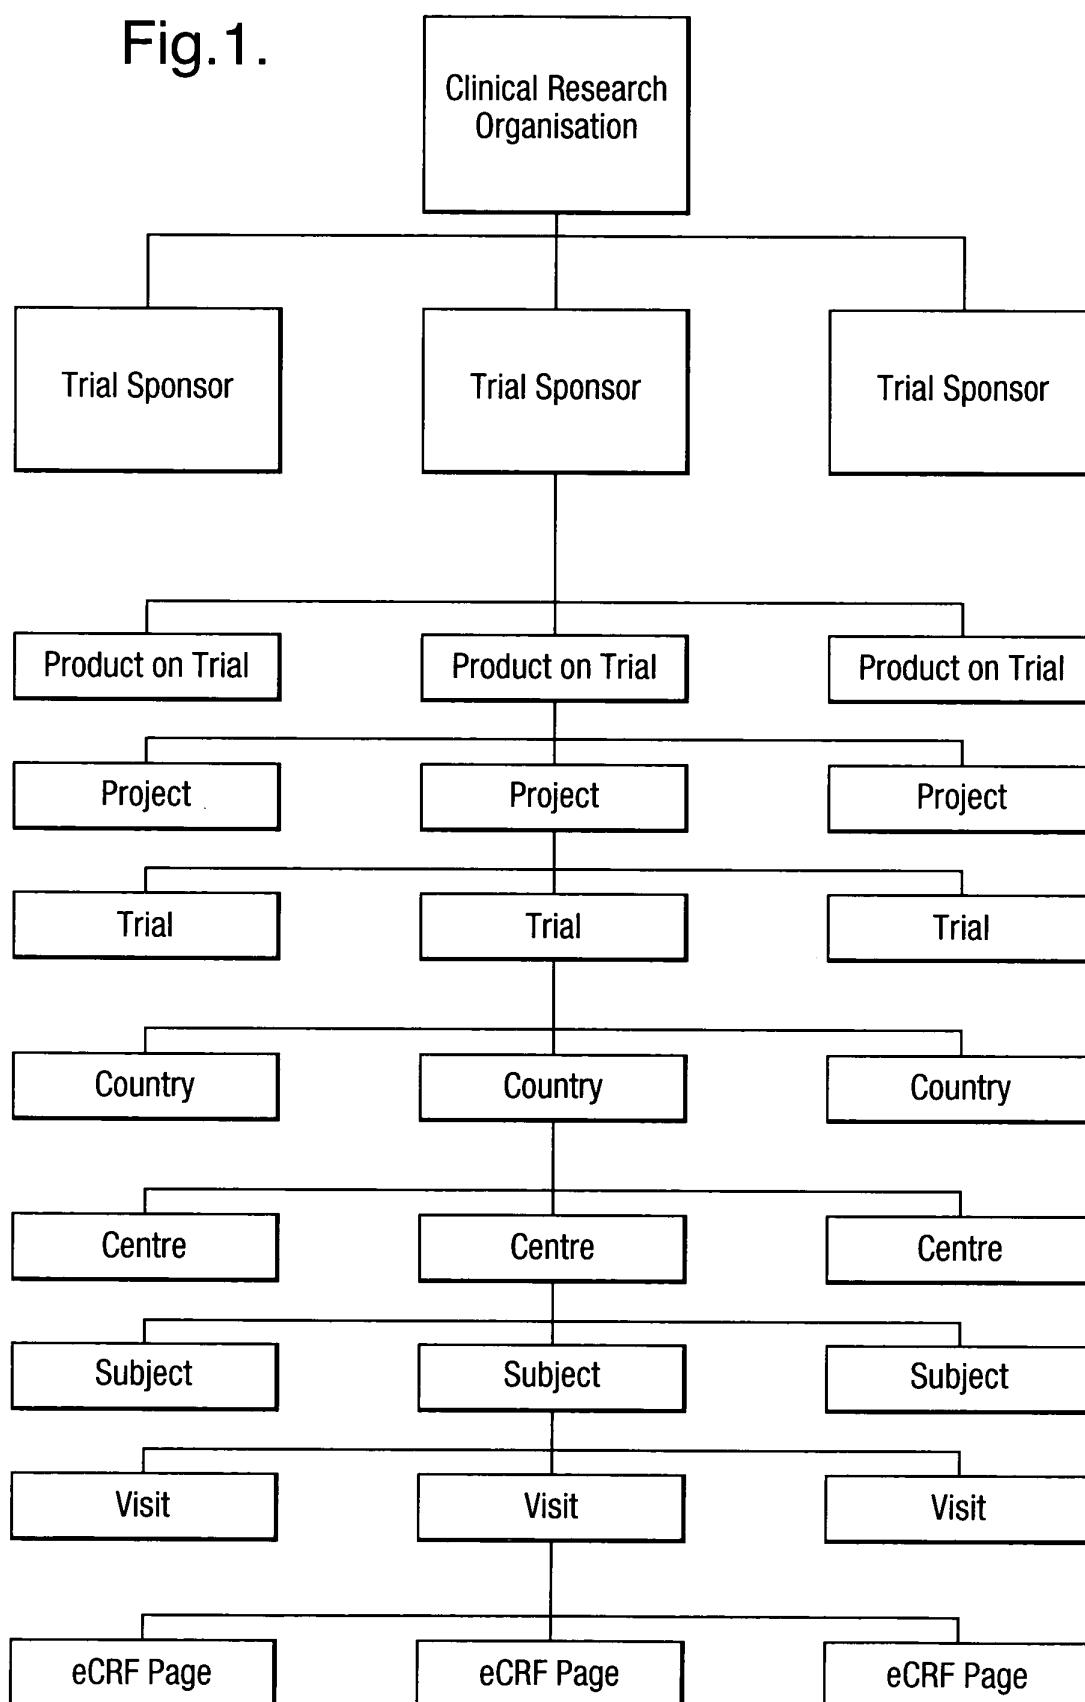 Fig.1.
Clinical Research
Organisation
Trial Sponsor
Trial Sponsor
Trial Sponsor
Product on Trial
Product on Trial
Product on Trial
Project
Project
Project
Trial
Trial
Trial
Country
Country
Country
Centre
Centre
Centre
Subject
Subject
Subject
Visit
Visit
Visit
eCRF Page
eCRF Page
eCRF Page